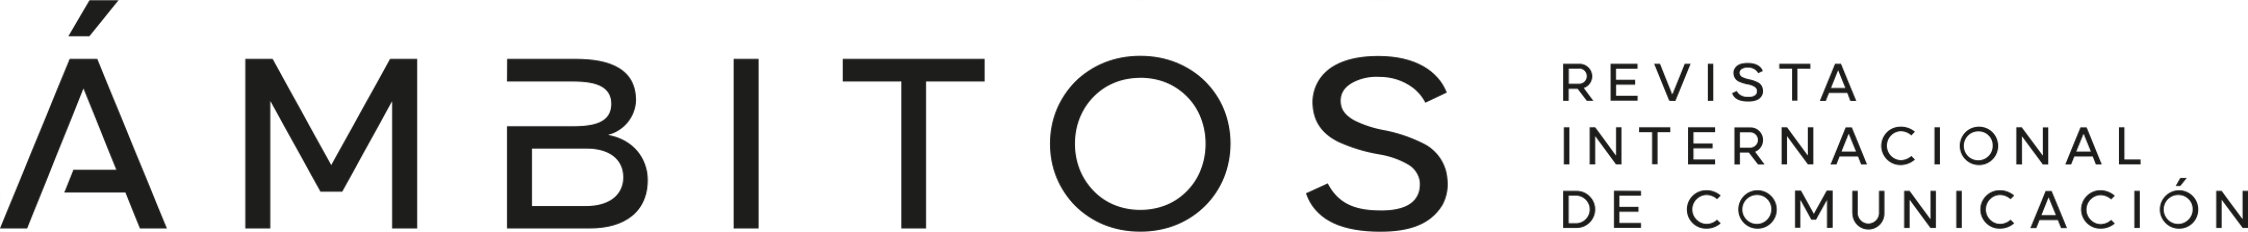 ÁMBITOS
REVISTA
INTERNACIONAL
DE COMUNICACIÓN